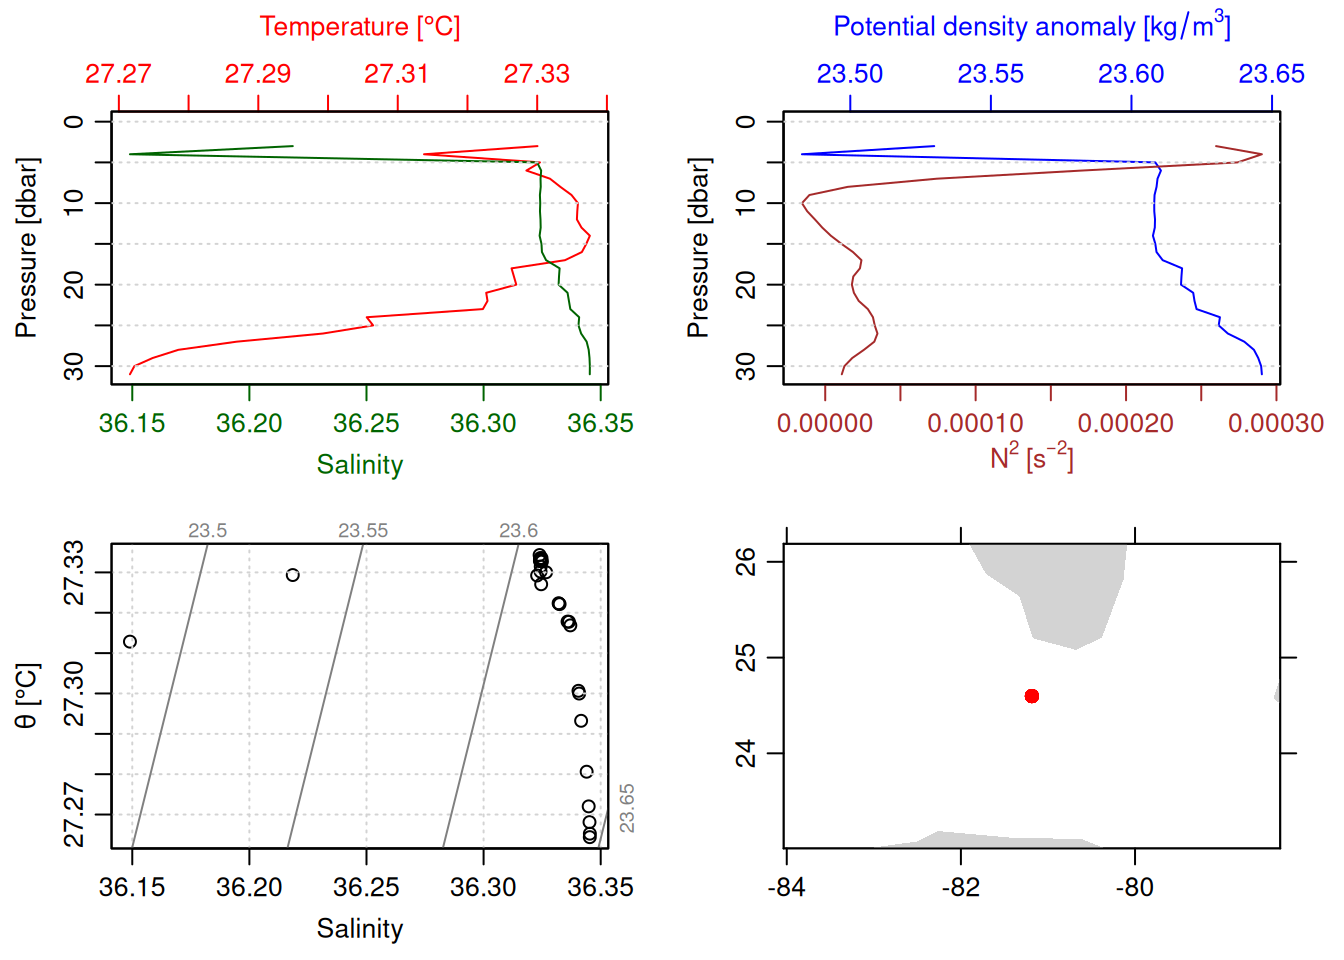 Temperature [°C]
27.27 27.29 27.31 27.33
0
10
20
30
Pressure [dbar]
36.15 36.20 36.25 36.30 36.35
Salinity
Potential density anomaly [kg/m³]
23.50 23.55 23.60 23.65
0
10
20
30
Pressure [dbar]
0.00000 0.00010 0.00020 0.00030
N² [s⁻²]
23.5 23.55 23.6
27.33
27.30
27.27
θ [°C]
23.65
36.15 36.20 36.25 36.30 36.35
Salinity
26
25
24
-84 -82 -80